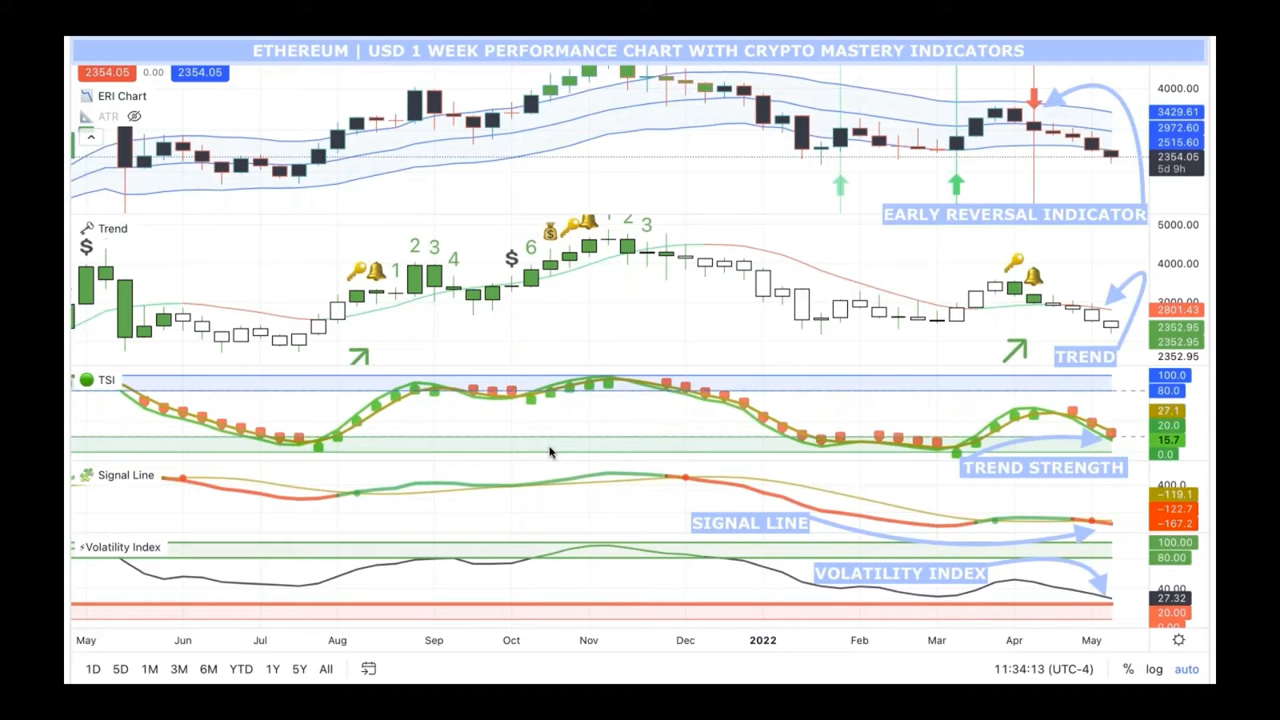 ETHEREUM | USD 1 WEEK PERFORMANCE CHART WITH CRYPTO MASTERY INDICATORS
2354.05 0.00 2354.05
ERI Chart
ATR
4000.00
3429.61
2972.60
2515.60
2354.05
5d 9h
EARLY REVERSAL INDICATOR
Trend
$
1 2 3 4 $ 6 1 2 3
5000.00
4000.00
3000.00
2801.43
2352.95
2352.95
2352.95
TREND
TSI
100.0
80.0
27.1
20.0
15.7
0.0
TREND STRENGTH
Signal Line
400.0
−119.1
−122.7
−167.2
SIGNAL LINE
Volatility Index
100.00
80.00
40.00
27.32
20.00
0.00
VOLATILITY INDEX
May Jun Jul Aug Sep Oct Nov Dec 2022 Feb Mar Apr May
1D 5D 1M 3M 6M YTD 1Y 5Y All 11:34:13 (UTC-4) % log auto